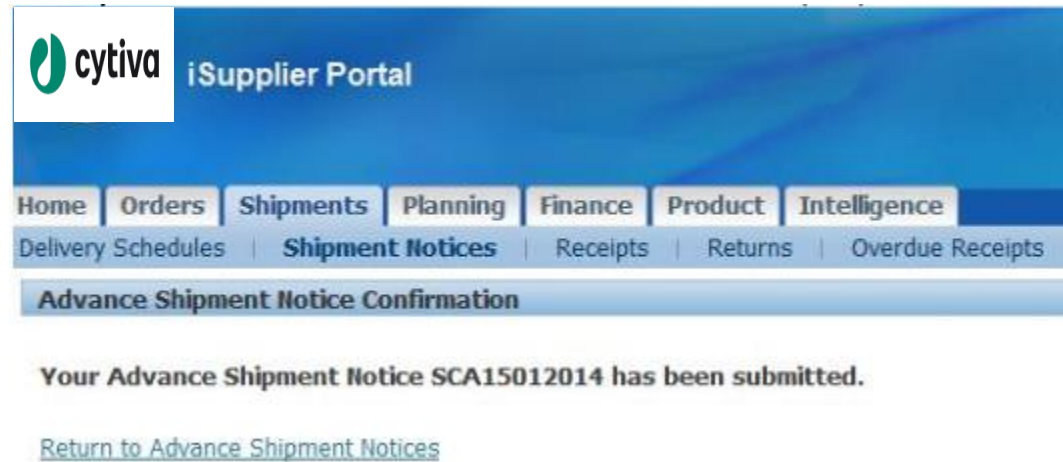 cytiva
iSupplier Portal
Home Orders Shipments Planning Finance Product Intelligence
Delivery Schedules | Shipment Notices | Receipts | Returns | Overdue Receipts
Advance Shipment Notice Confirmation
Your Advance Shipment Notice SCA15012014 has been submitted.
Return to Advance Shipment Notices